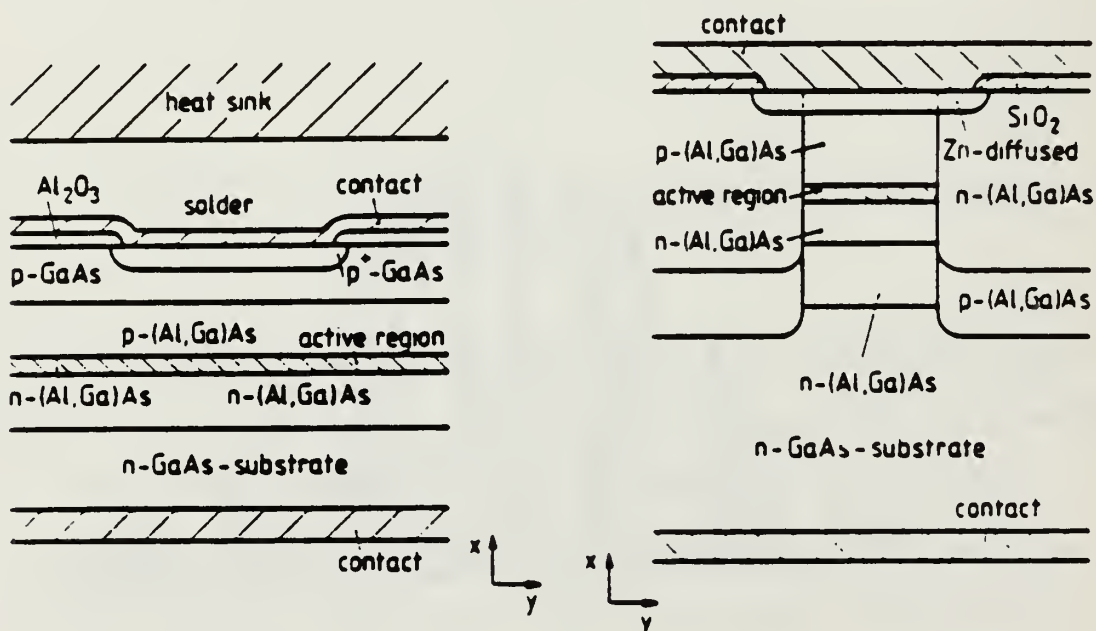 heat sink
Al₂O₃
contact
solder
p-GaAs
p⁺-GaAs
p-(Al,Ga)As
active region
n-(Al,Ga)As
n-(Al,Ga)As
n-GaAs-substrate
contact
x
y
contact
SiO₂
p-(Al,Ga)As
Zn-diffused
active region
n-(Al,Ga)As
n-(Al,Ga)As
p-(Al,Ga)As
n-(Al,Ga)As
n-GaAs-substrate
contact
x
y